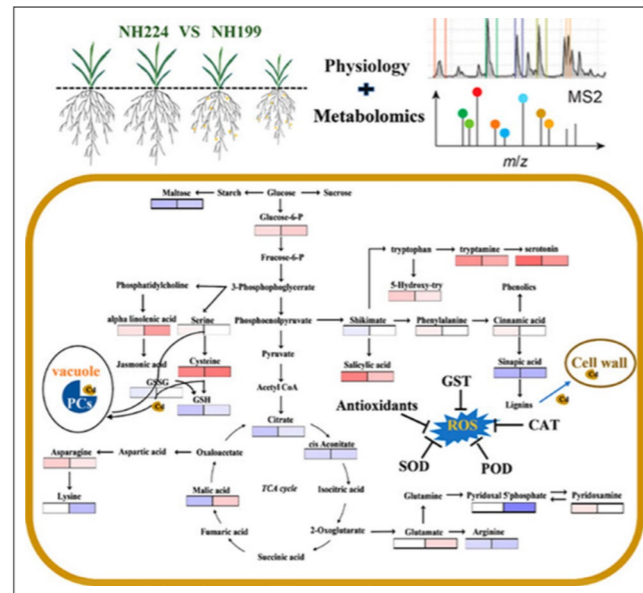 NH224 VS NH199
Physiology
+
Metabolomics
MS2
m/z
Maltose
Starch
Glucose
Sucrose
Glucose-6-P
Frucose-6-P
tryptophan
tryptamine
serotonin
5-Hydroxy-try
Phosphatidylcholine
3-Phosphophoglycerate
Phenolics
alpha linolenic acid
Serine
Phosphoenolpyruvate
Shikimate
Phenylalanine
Cinnamic acid
vacuole
PCs
Cd
Jasmonic acid
Cysteine
Pyruvate
Salicylic acid
Sinapic acid
Cell wall
Cd
GSSG
GSH
Cd
Acetyl CoA
GST
Lignins
Cd
Citrate
Antioxidants
ROS
CAT
SOD
POD
cis Aconitate
Asparagine
Aspartic acid
Oxaloacetate
Lysine
Malic acid
TCA cycle
Isocitric acid
Glutamine
Pyridoxal 5'phosphate
Pyridoxamine
Fumaric acid
2-Oxoglutarate
Glutamate
Arginine
Succinic acid